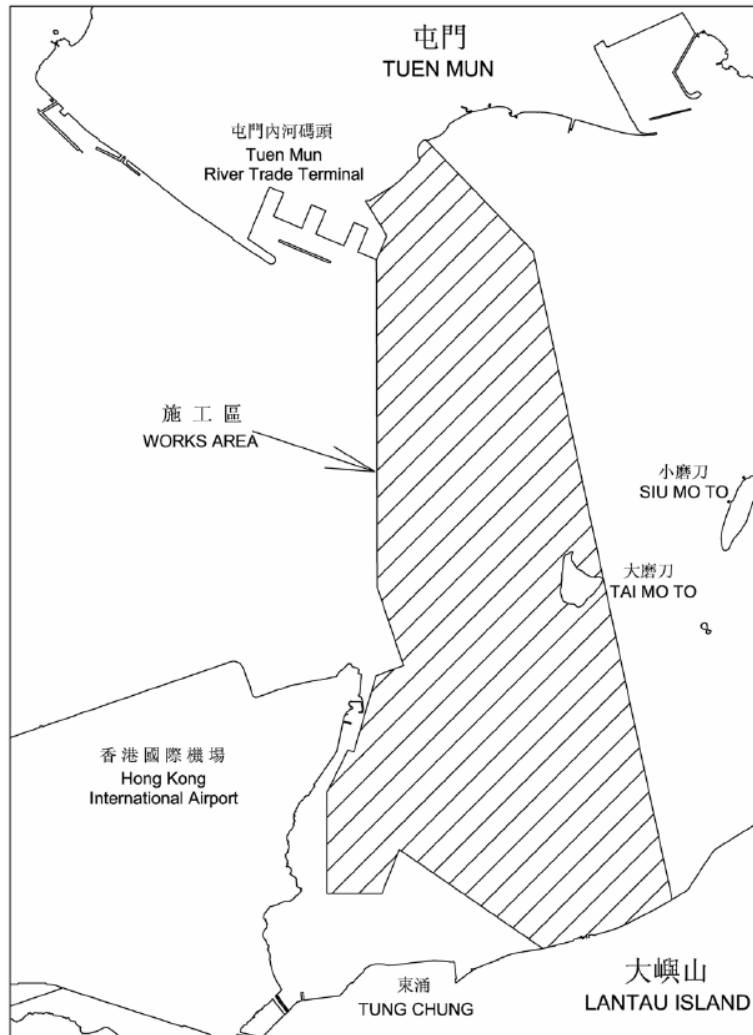 屯門
TUEN MUN
屯門內河碼頭
Tuen Mun
River Trade Terminal
施工區
WORKS AREA
小磨刀
SIU MO TO
大磨刀
TAI MO TO
香港國際機場
Hong Kong
International Airport
東涌
TUNG CHUNG
大嶼山
LANTAU ISLAND